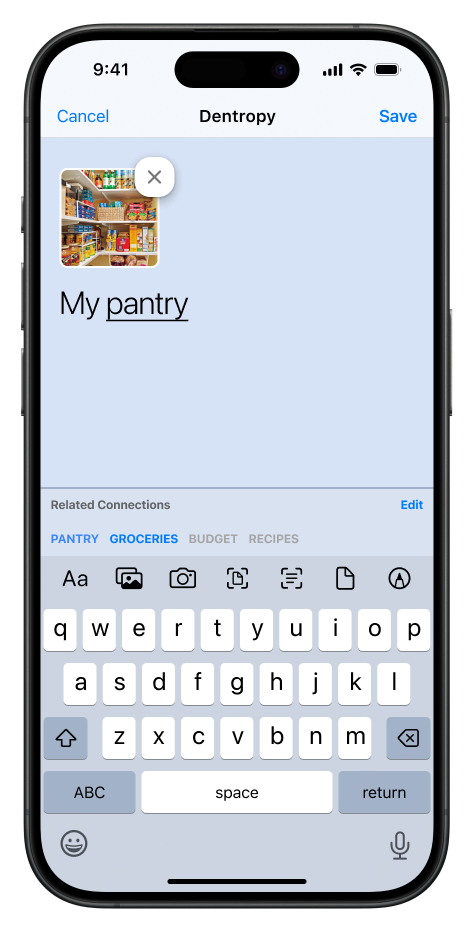 9:41
Cancel Dentropy Save
My pantry
Related Connections Edit
PANTRY GROCERIES BUDGET RECIPES
Aa
q w e r t y u i o p
a s d f g h j k l
z x c v b n m
ABC space return